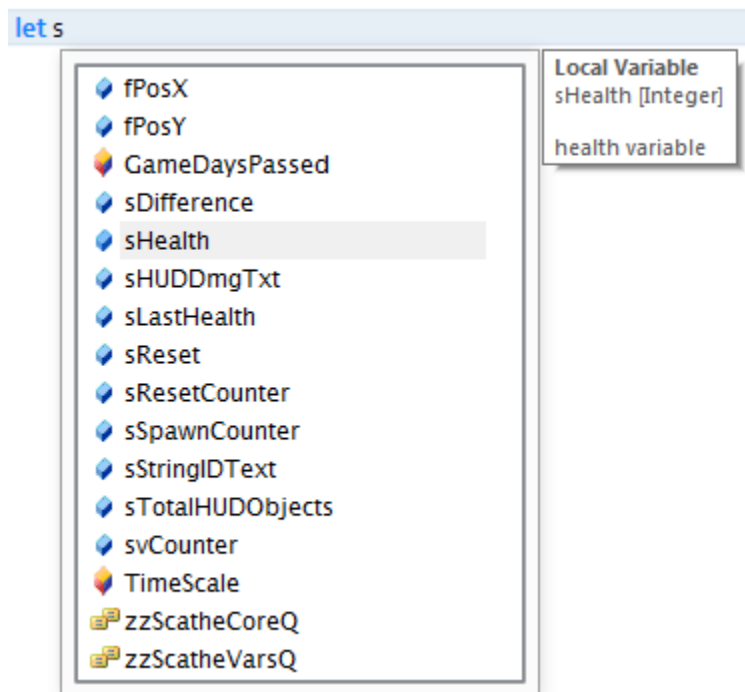 let s
fPosX
fPosY
GameDaysPassed
sDifference
sHealth
sHUDDmgTxt
sLastHealth
sReset
sResetCounter
sSpawnCounter
sStringIDText
sTotalHUDObjects
svCounter
TimeScale
zzScatheCoreQ
zzScatheVarsQ
Local Variable
sHealth [Integer]
health variable